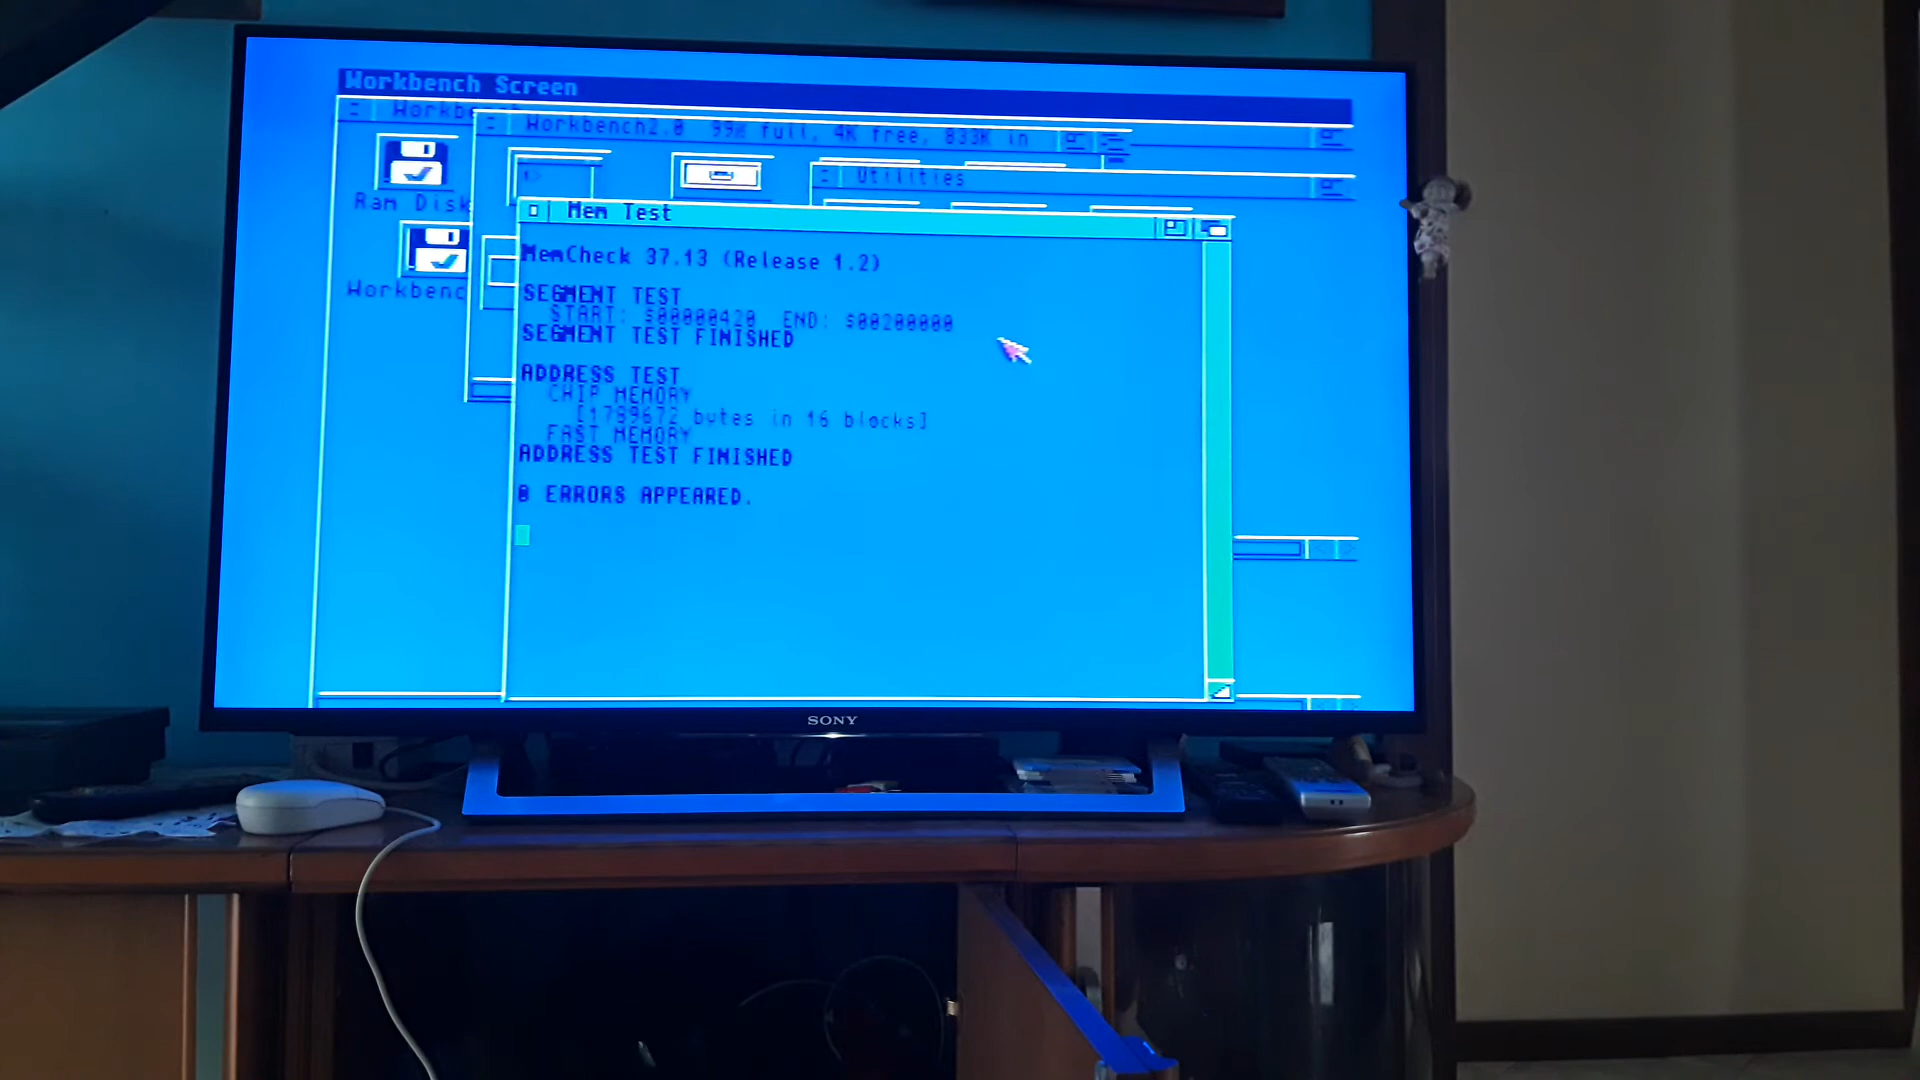 Workbench Screen
Workbench2.0 99% full, 4K free, 833K in
Utilities
Ram Disk
Workbenc
Mem Test
MemCheck 37.13 (Release 1.2)
SEGMENT TEST
START: $00000420 END: $00200000
SEGMENT TEST FINISHED
ADDRESS TEST
CHIP MEMORY
[1789672 bytes in 16 blocks]
FAST MEMORY
ADDRESS TEST FINISHED
0 ERRORS APPEARED.
SONY